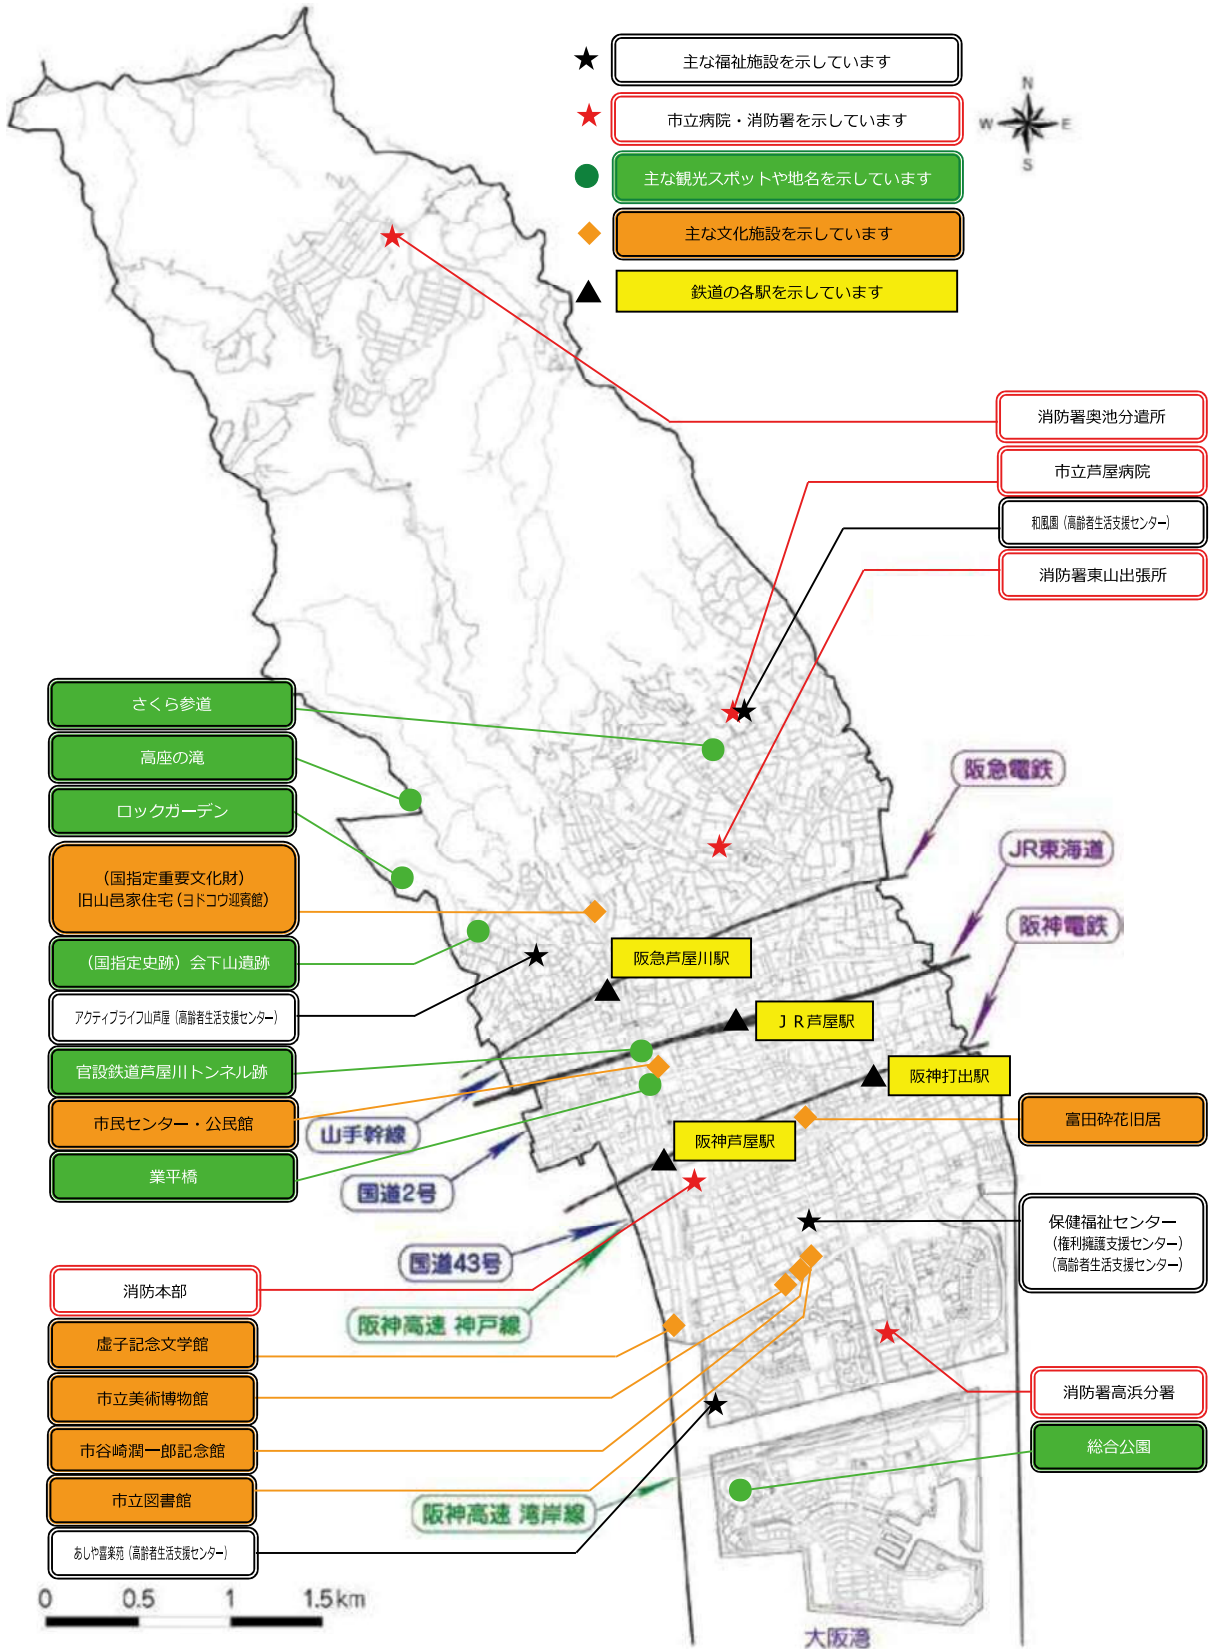 主な福祉施設を示しています
市立病院・消防署を示しています
主な観光スポットや地名を示しています
主な文化施設を示しています
鉄道の各駅を示しています
N
W
E
S
消防署奥池分遣所
市立芦屋病院
和風園（高齢者生活支援センター）
消防署東山出張所
さくら参道
高座の滝
ロックガーデン
（国指定重要文化財）
旧山邑家住宅（ヨドコウ迎賓館）
（国指定史跡）会下山遺跡
アクティブライフ山芦屋（高齢者生活支援センター）
官設鉄道芦屋川トンネル跡
市民センター・公民館
業平橋
阪急電鉄
JR東海道
阪神電鉄
阪急芦屋川駅
ＪＲ芦屋駅
阪神打出駅
阪神芦屋駅
山手幹線
国道2号
国道43号
阪神高速 神戸線
富田砕花旧居
保健福祉センター
（権利擁護支援センター）
（高齢者生活支援センター）
消防本部
虚子記念文学館
市立美術博物館
市谷崎潤一郎記念館
市立図書館
あしや喜楽苑（高齢者生活支援センター）
消防署高浜分署
総合公園
阪神高速 湾岸線
0 0.5 1 1.5km
大阪湾